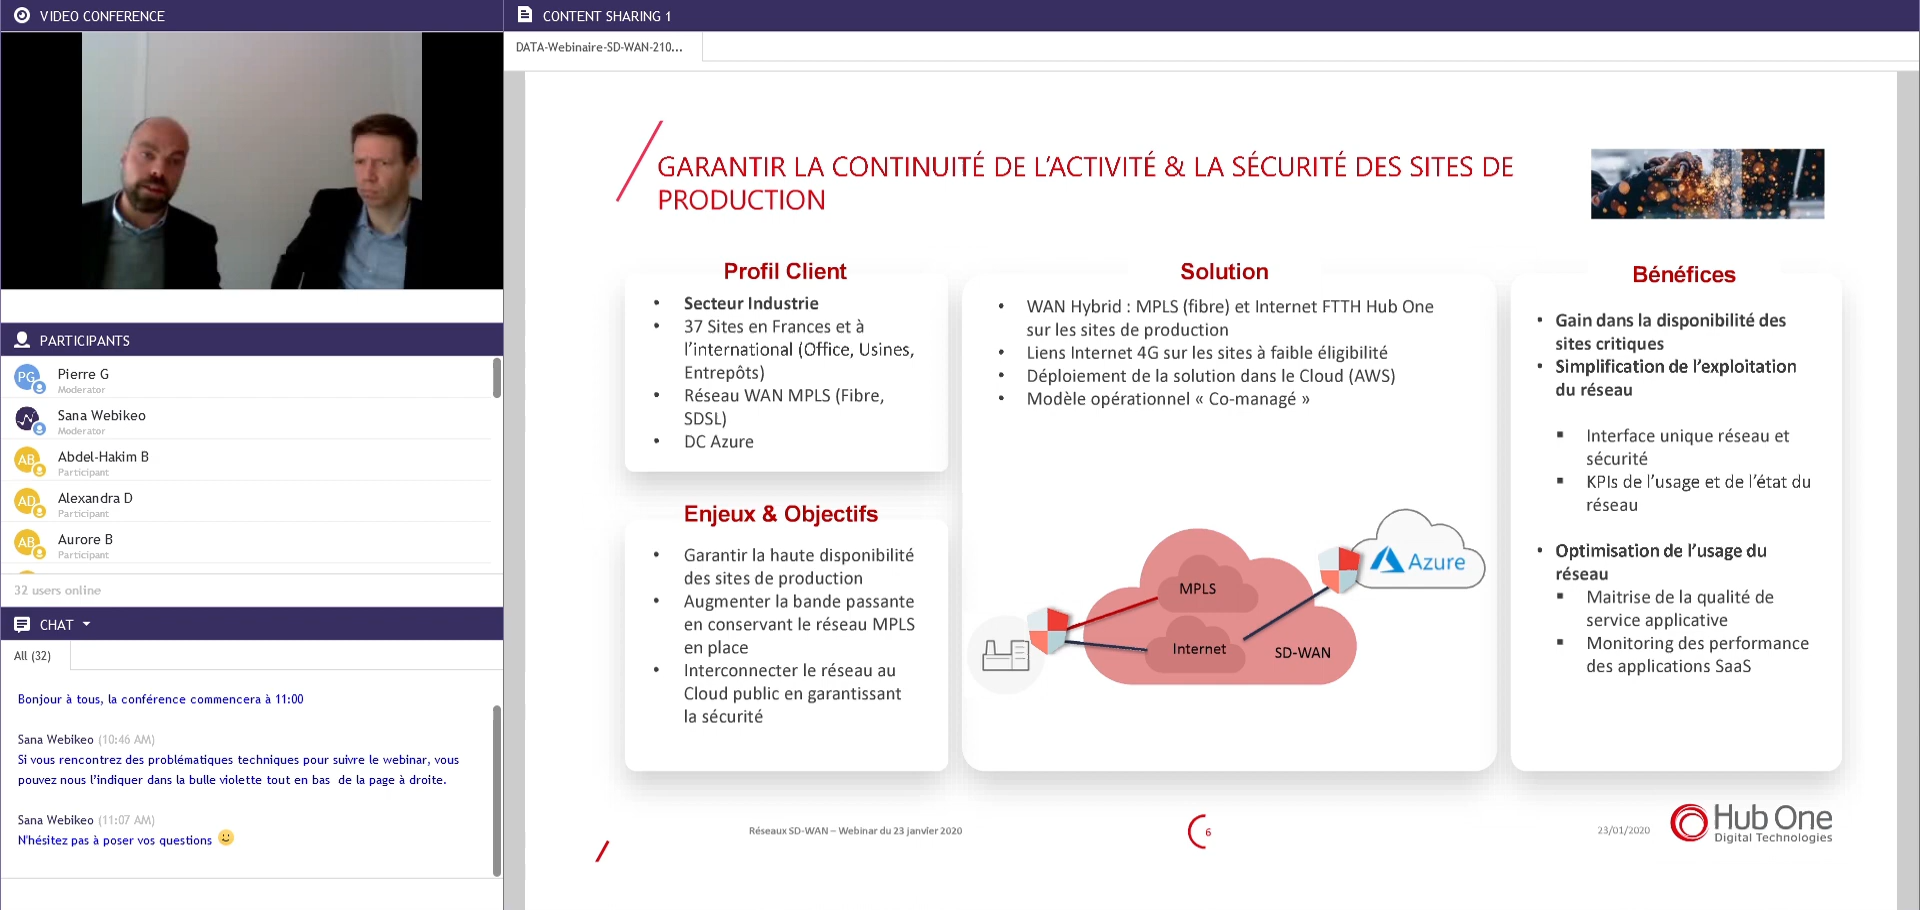 VIDEO CONFERENCE
PARTICIPANTS
PG
Pierre G
Moderator
Sana Webikeo
Moderator
AB
Abdel-Hakim B
Participant
AD
Alexandra D
Participant
AB
Aurore B
Participant
32 users online
CHAT
All (32)
Bonjour à tous, la conférence commencera à 11:00
Sana Webikeo (10:46 AM)
Si vous rencontrez des problématiques techniques pour suivre le webinar, vous
pouvez nous l'indiquer dans la bulle violette tout en bas de la page à droite.
Sana Webikeo (11:07 AM)
N'hésitez pas à poser vos questions 🙂
CONTENT SHARING 1
DATA-Webinaire-SD-WAN-210...
GARANTIR LA CONTINUITÉ DE L'ACTIVITÉ & LA SÉCURITÉ DES SITES DE
PRODUCTION
Profil Client
• Secteur Industrie
• 37 Sites en Frances et à
l'international (Office, Usines,
Entrepôts)
• Réseau WAN MPLS (Fibre,
SDSL)
• DC Azure
Enjeux & Objectifs
• Garantir la haute disponibilité
des sites de production
• Augmenter la bande passante
en conservant le réseau MPLS
en place
• Interconnecter le réseau au
Cloud public en garantissant
la sécurité
Solution
• WAN Hybrid : MPLS (fibre) et Internet FTTH Hub One
sur les sites de production
• Liens Internet 4G sur les sites à faible éligibilité
• Déploiement de la solution dans le Cloud (AWS)
• Modèle opérationnel « Co-managé »
Azure
MPLS
Internet
SD-WAN
Bénéfices
• Gain dans la disponibilité des
sites critiques
• Simplification de l'exploitation
du réseau
▪ Interface unique réseau et
sécurité
▪ KPIs de l'usage et de l'état du
réseau
• Optimisation de l'usage du
réseau
▪ Maitrise de la qualité de
service applicative
▪ Monitoring des performance
des applications SaaS
Réseaux SD-WAN – Webinar du 23 janvier 2020
6
23/01/2020
Hub One
Digital Technologies